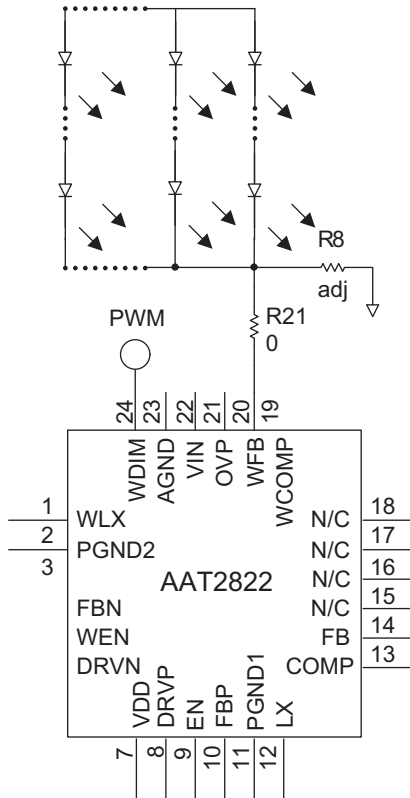 R8
adj
R21
0
PWM
24
23
22
21
20
19
WDIM
AGND
VIN
OVP
WFB
WCOMP
1
WLX
N/C
18
2
PGND2
N/C
17
3
N/C
16
AAT2822
FBN
N/C
15
WEN
FB
14
DRVN
COMP
13
VDD
DRVP
EN
FBP
PGND1
LX
7
8
9
10
11
12